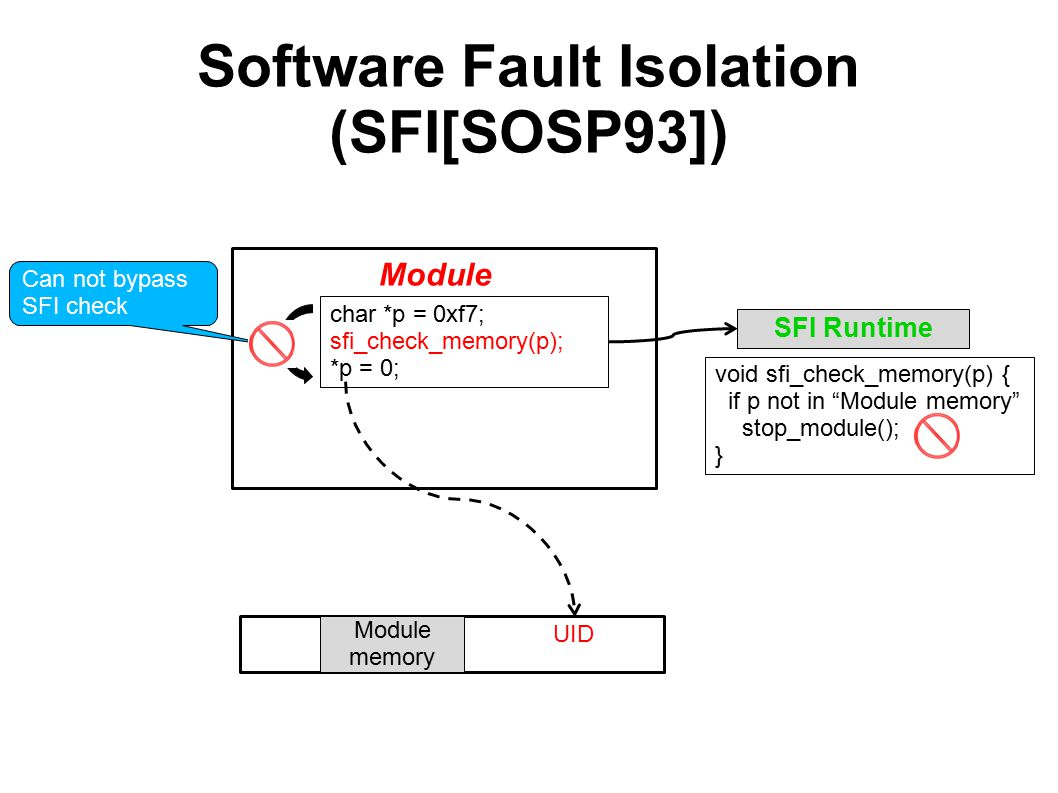 Software Fault Isolation
(SFI[SOSP93])
Can not bypass
SFI check
Module
char *p = 0xf7;
sfi_check_memory(p);
*p = 0;
SFI Runtime
void sfi_check_memory(p) {
if p not in “Module memory”
stop_module();
}
Module
memory
UID